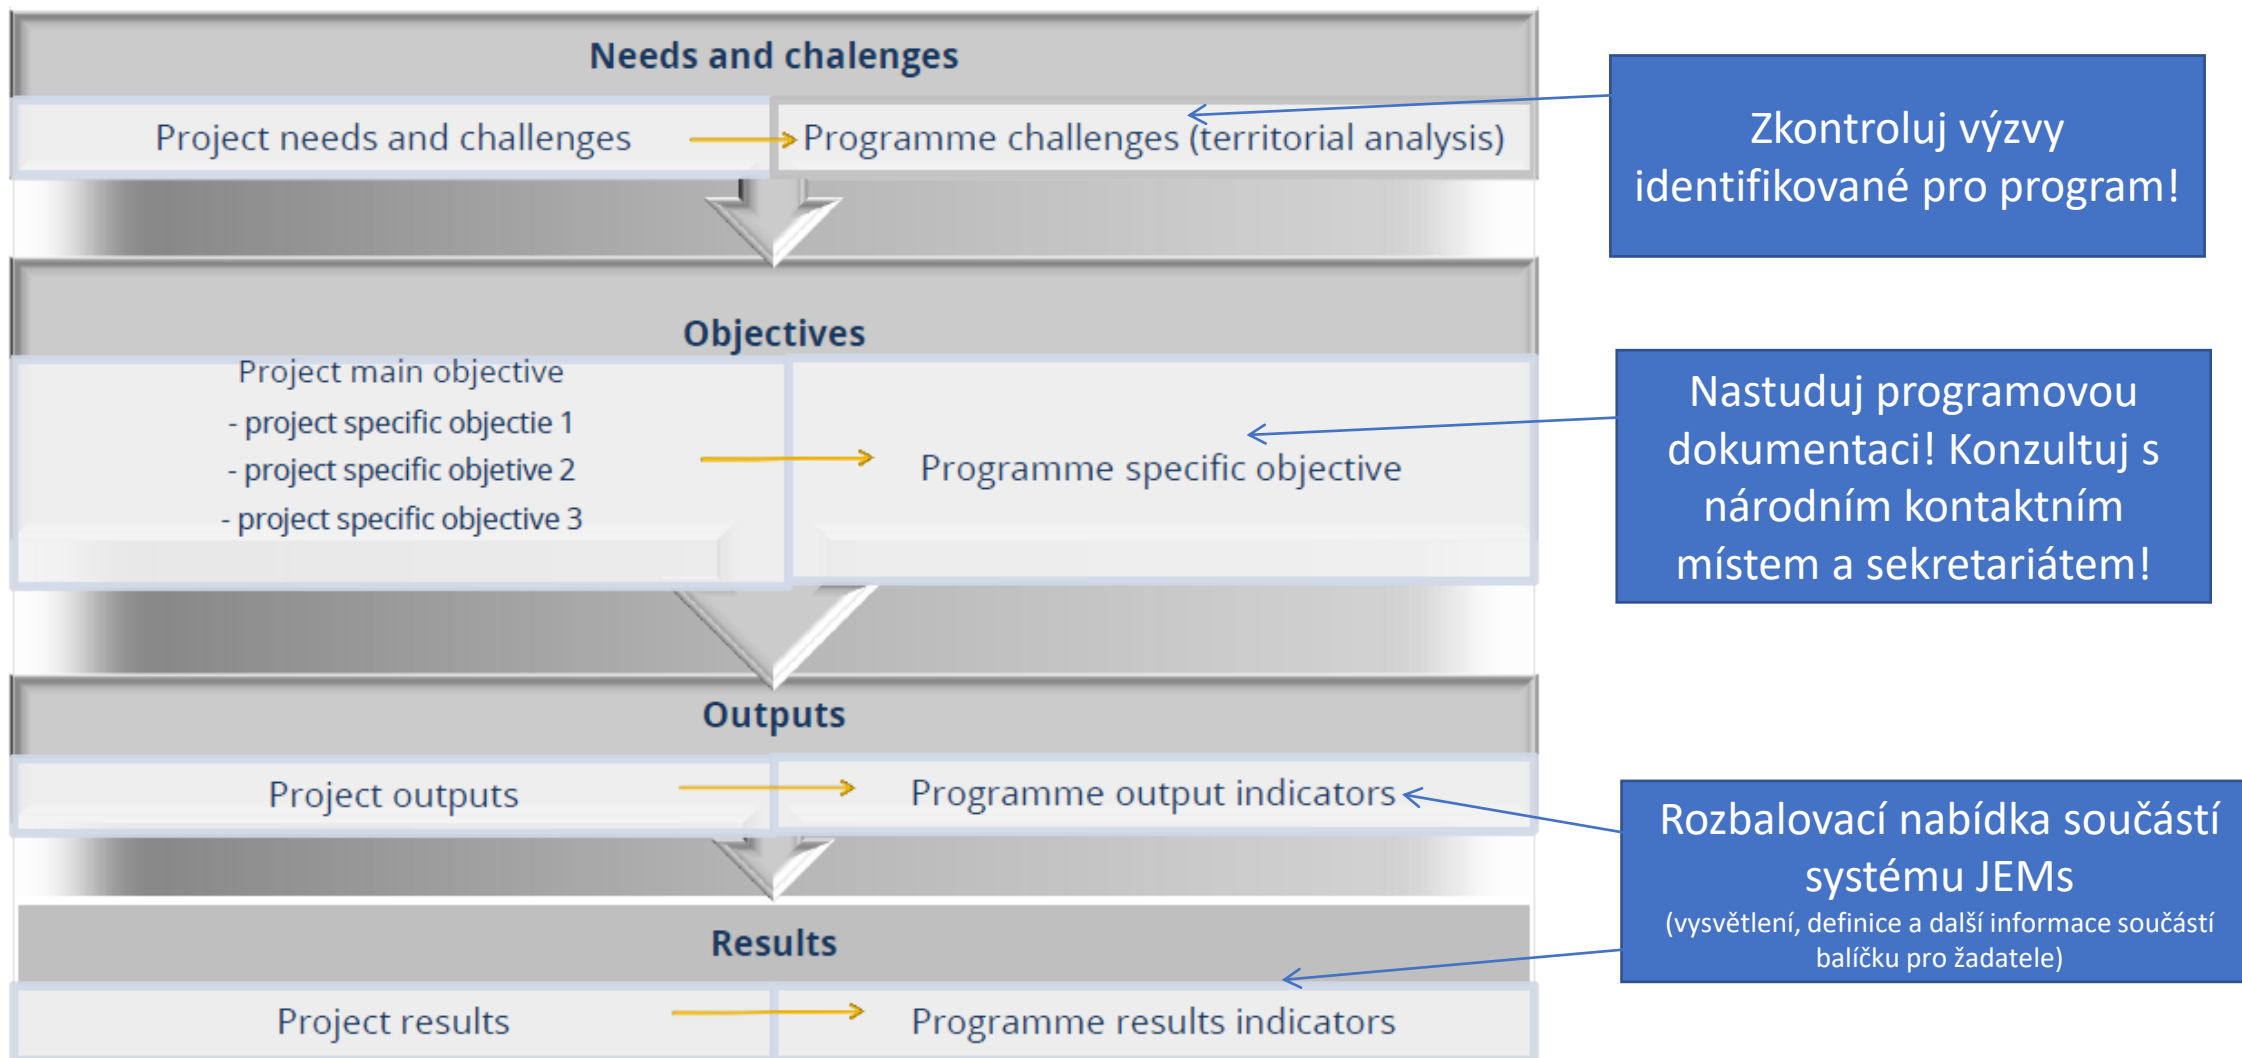 Needs and chalenges
Project needs and challenges
Programme challenges (territorial analysis)
Zkontroluj výzvy
identifikované pro program!
Objectives
Project main objective
- project specific objectie 1
- project specific objetive 2
- project specific objective 3
Programme specific objective
Nastuduj programovou
dokumentaci! Konzultuj s
národním kontaktním
místem a sekretariátem!
Outputs
Project outputs
Programme output indicators
Rozbalovací nabídka součástí
systému JEMs
(vysvětlení, definice a další informace součástí
balíčku pro žadatele)
Results
Project results
Programme results indicators